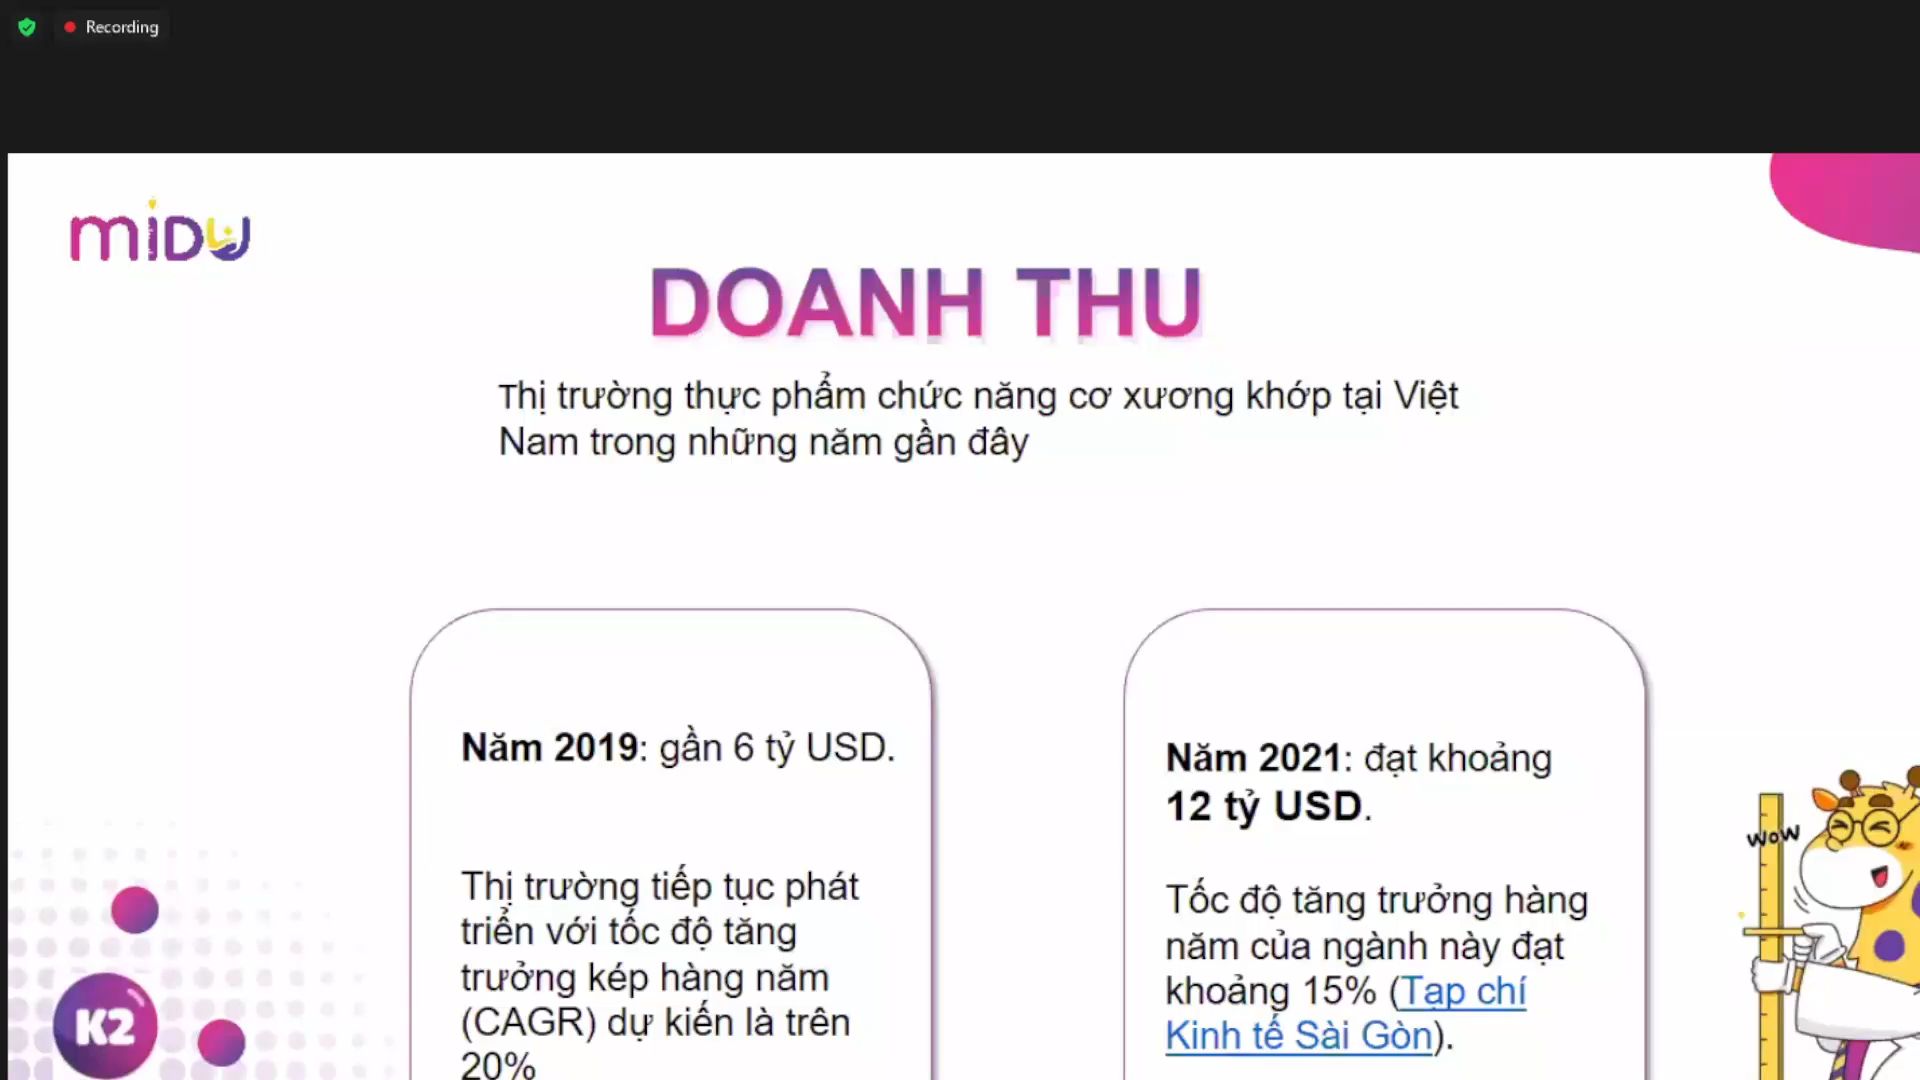 Recording
MIDU
DOANH THU
Thị trường thực phẩm chức năng cơ xương khớp tại Việt
Nam trong những năm gần đây
Năm 2019: gần 6 tỷ USD.
Thị trường tiếp tục phát
triển với tốc độ tăng
trưởng kép hàng năm
(CAGR) dự kiến là trên
20%
Năm 2021: đạt khoảng
12 tỷ USD.
Tốc độ tăng trưởng hàng
năm của ngành này đạt
khoảng 15% (Tạp chí
Kinh tế Sài Gòn).
WOW
K2